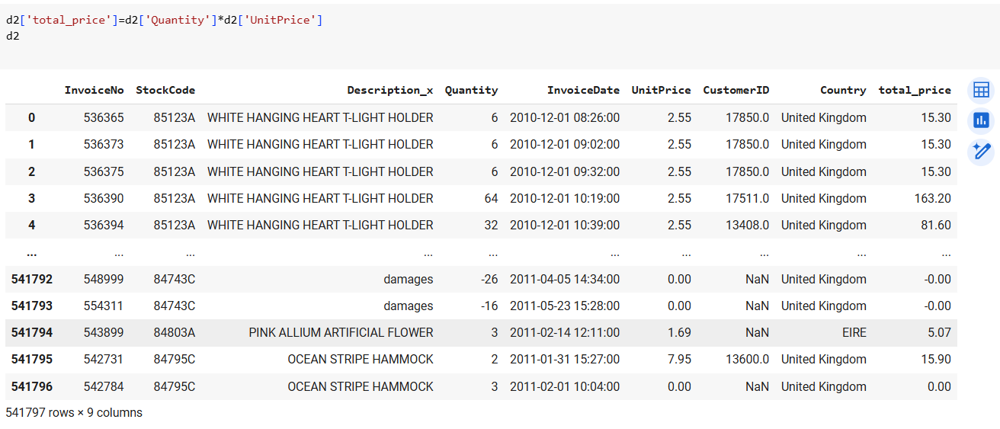 d2['total_price']=d2['Quantity']*d2['UnitPrice']
d2
InvoiceNo StockCode Description_x Quantity InvoiceDate UnitPrice CustomerID Country total_price
0 536365 85123A WHITE HANGING HEART T-LIGHT HOLDER 6 2010-12-01 08:26:00 2.55 17850.0 United Kingdom 15.30
1 536373 85123A WHITE HANGING HEART T-LIGHT HOLDER 6 2010-12-01 09:02:00 2.55 17850.0 United Kingdom 15.30
2 536375 85123A WHITE HANGING HEART T-LIGHT HOLDER 6 2010-12-01 09:32:00 2.55 17850.0 United Kingdom 15.30
3 536390 85123A WHITE HANGING HEART T-LIGHT HOLDER 64 2010-12-01 10:19:00 2.55 17511.0 United Kingdom 163.20
4 536394 85123A WHITE HANGING HEART T-LIGHT HOLDER 32 2010-12-01 10:39:00 2.55 13408.0 United Kingdom 81.60
... ... ... ... ... ... ... ... ... ...
541792 548999 84743C damages -26 2011-04-05 14:34:00 0.00 NaN United Kingdom -0.00
541793 554311 84743C damages -16 2011-05-23 15:28:00 0.00 NaN United Kingdom -0.00
541794 543899 84803A PINK ALLIUM ARTIFICIAL FLOWER 3 2011-02-14 12:11:00 1.69 NaN EIRE 5.07
541795 542731 84795C OCEAN STRIPE HAMMOCK 2 2011-01-31 15:27:00 7.95 13600.0 United Kingdom 15.90
541796 542784 84795C OCEAN STRIPE HAMMOCK 3 2011-02-01 10:04:00 0.00 NaN United Kingdom 0.00
541797 rows × 9 columns